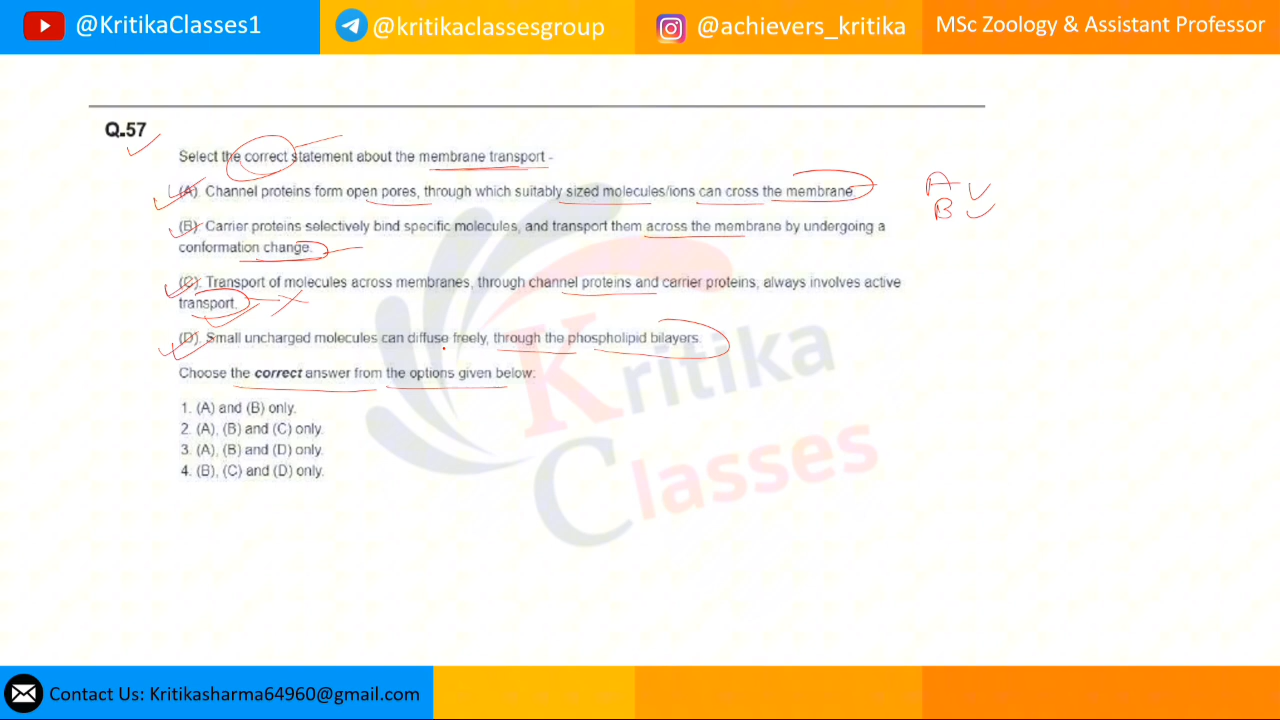 @KritikaClasses1
@kritikaclassesgroup
@achievers_kritika
MSc Zoology & Assistant Professor
Q.57
Select the correct statement about the membrane transport -
(A). Channel proteins form open pores, through which suitably sized molecules/ions can cross the membrane.
(B). Carrier proteins selectively bind specific molecules, and transport them across the membrane by undergoing a
conformation change.
(C). Transport of molecules across membranes, through channel proteins and carrier proteins, always involves active
transport.
(D). Small uncharged molecules can diffuse freely, through the phospholipid bilayers.
Choose the correct answer from the options given below:
1. (A) and (B) only.
2. (A), (B) and (C) only.
3. (A), (B) and (D) only.
4. (B), (C) and (D) only.
A ✓
B ✓
Kritika
Classes
Contact Us: Kritikasharma64960@gmail.com